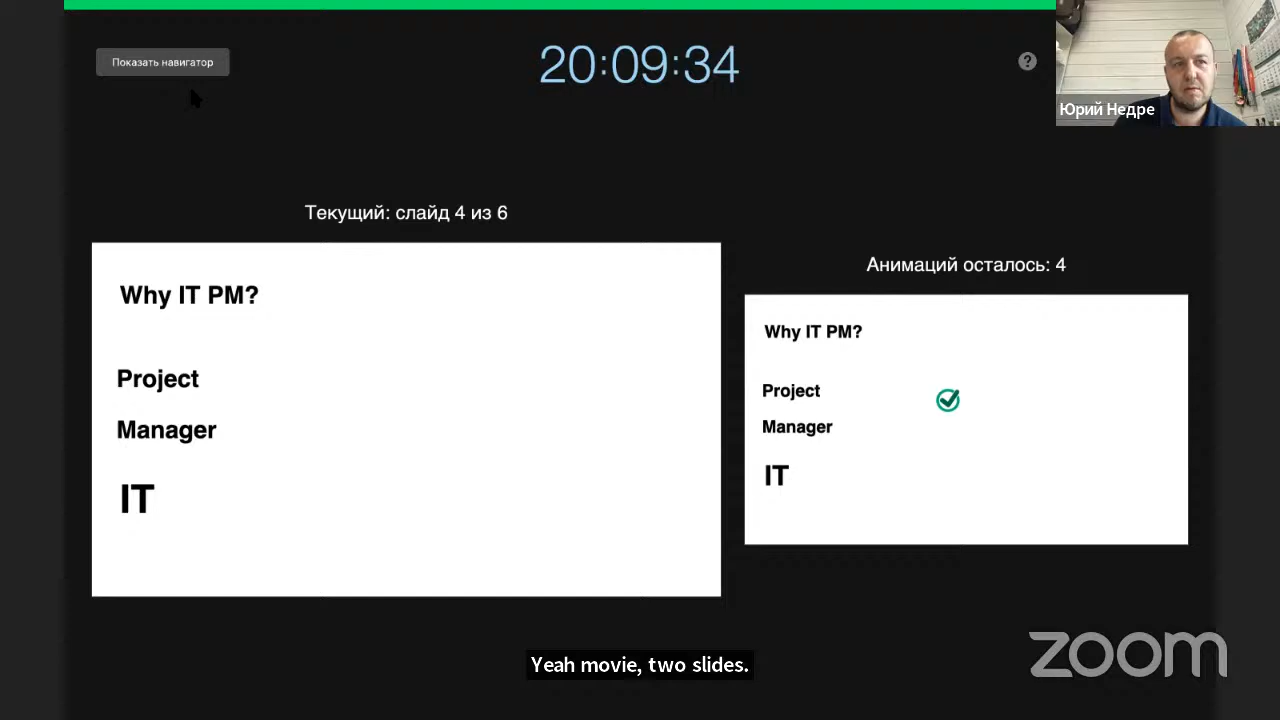 Показать навигатор
20:09:34
?
Юрий Недре
Текущий: слайд 4 из 6
Why IT PM?
Project
Manager
IT
Анимаций осталось: 4
Why IT PM?
Project
Manager
IT
Yeah movie, two slides.
zoom